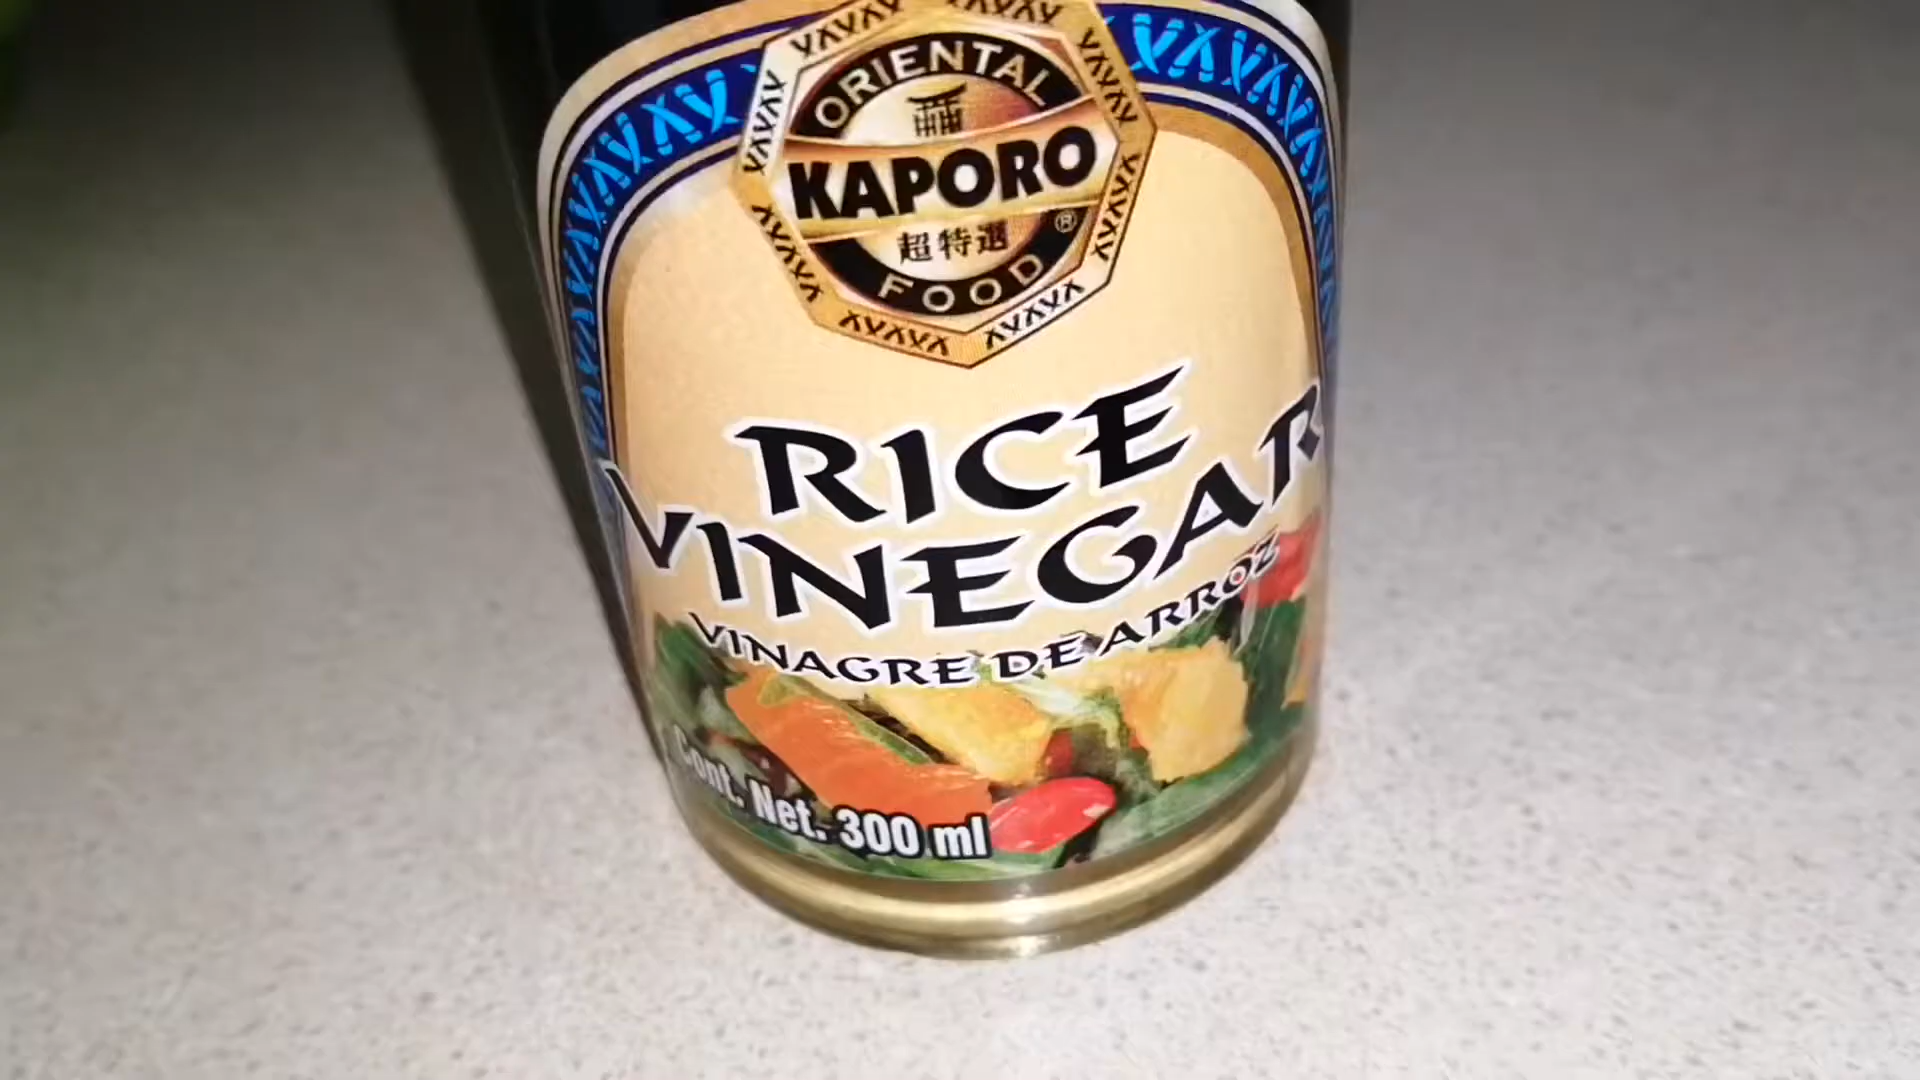 ORIENTAL
KAPORO
®
超特選
FOOD
RICE
VINEGAR
VINAGRE DE ARROZ
Cont. Net. 300 ml